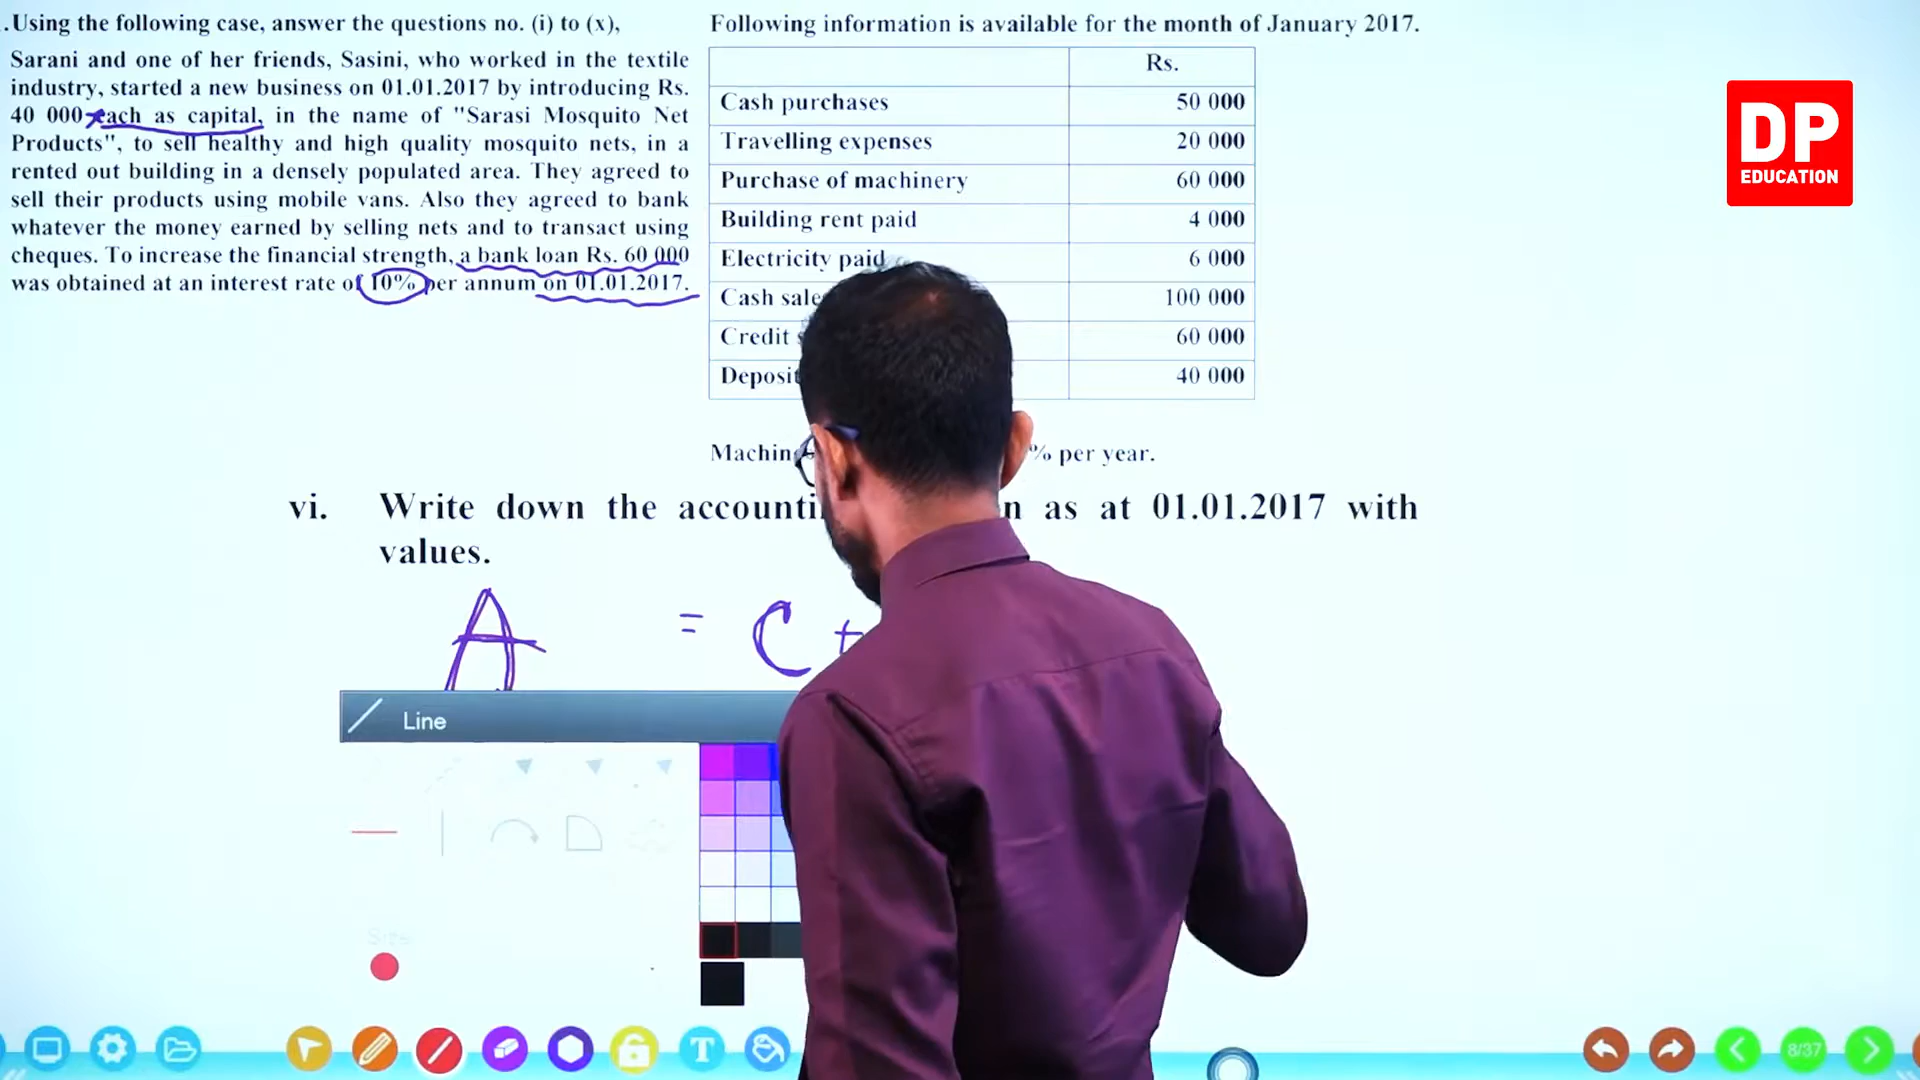 .Using the following case, answer the questions no. (i) to (x),
Sarani and one of her friends, Sasini, who worked in the textile
industry, started a new business on 01.01.2017 by introducing Rs.
40 000 each as capital, in the name of "Sarasi Mosquito Net
Products", to sell healthy and high quality mosquito nets, in a
rented out building in a densely populated area. They agreed to
sell their products using mobile vans. Also they agreed to bank
whatever the money earned by selling nets and to transact using
cheques. To increase the financial strength, a bank loan Rs. 60 000
was obtained at an interest rate of 10% per annum on 01.01.2017.
Following information is available for the month of January 2017.
Rs.
Cash purchases 50 000
Travelling expenses 20 000
Purchase of machinery 60 000
Building rent paid 4 000
Electricity paid 6 000
Cash 100 000
Credit 60 000
40 000
% per year.
vi. Write down the as at 01.01.2017 with
values.
A = C +
Line
Size
T
8/37
DP
EDUCATION